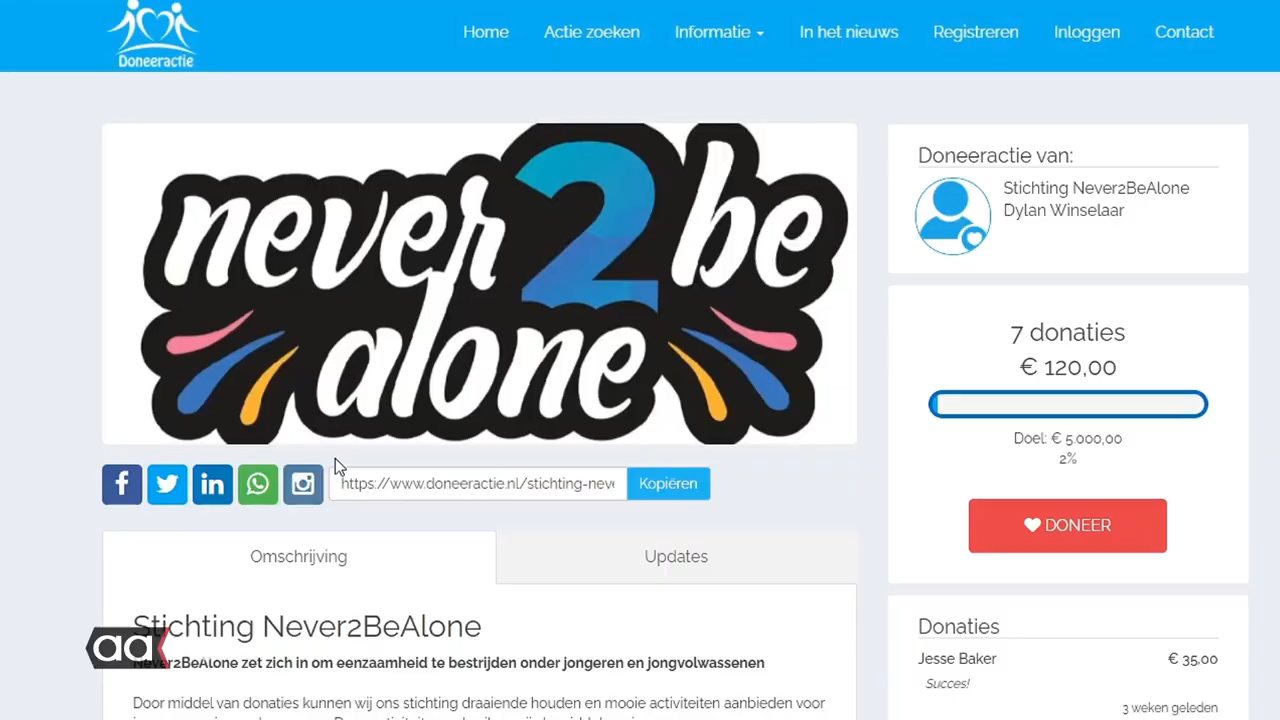 Doneeractie
Home
Actie zoeken
Informatie
In het nieuws
Registreren
Inloggen
Contact
never 2 be
alone
https://www.doneeractie.nl/stichting-neve
Kopiëren
Omschrijving
Updates
Stichting Never2BeAlone
Never2BeAlone zet zich in om eenzaamheid te bestrijden onder jongeren en jongvolwassenen
Door middel van donaties kunnen wij ons stichting draaiende houden en mooie activiteiten aanbieden voor
aa
Doneeractie van:
Stichting Never2BeAlone
Dylan Winselaar
7 donaties
€ 120,00
Doel: € 5.000,00
2%
DONEER
Donaties
Jesse Baker € 35,00
Succes!
3 weken geleden